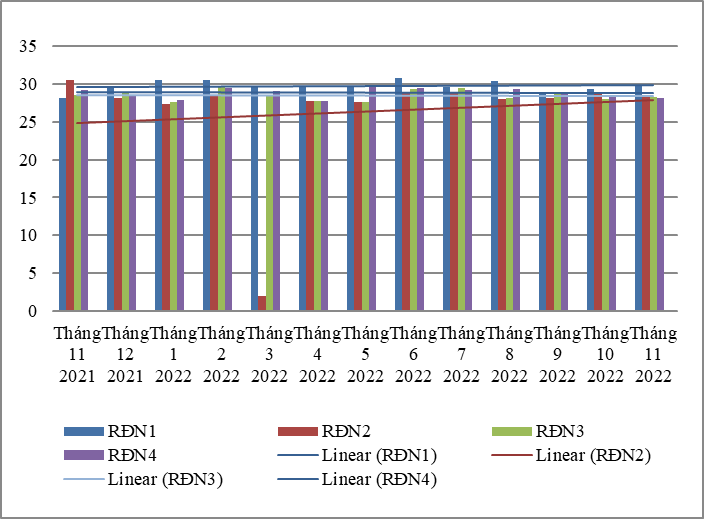 35
30
25
20
15
10
5
0
Tháng Tháng Tháng Tháng Tháng Tháng Tháng Tháng Tháng Tháng Tháng Tháng Tháng
11 12 1 2 3 4 5 6 7 8 9 10 11
2021 2021 2022 2022 2022 2022 2022 2022 2022 2022 2022 2022 2022
RĐN1 RĐN2 RĐN3
RĐN4 Linear (RĐN1) Linear (RĐN2)
Linear (RĐN3) Linear (RĐN4)